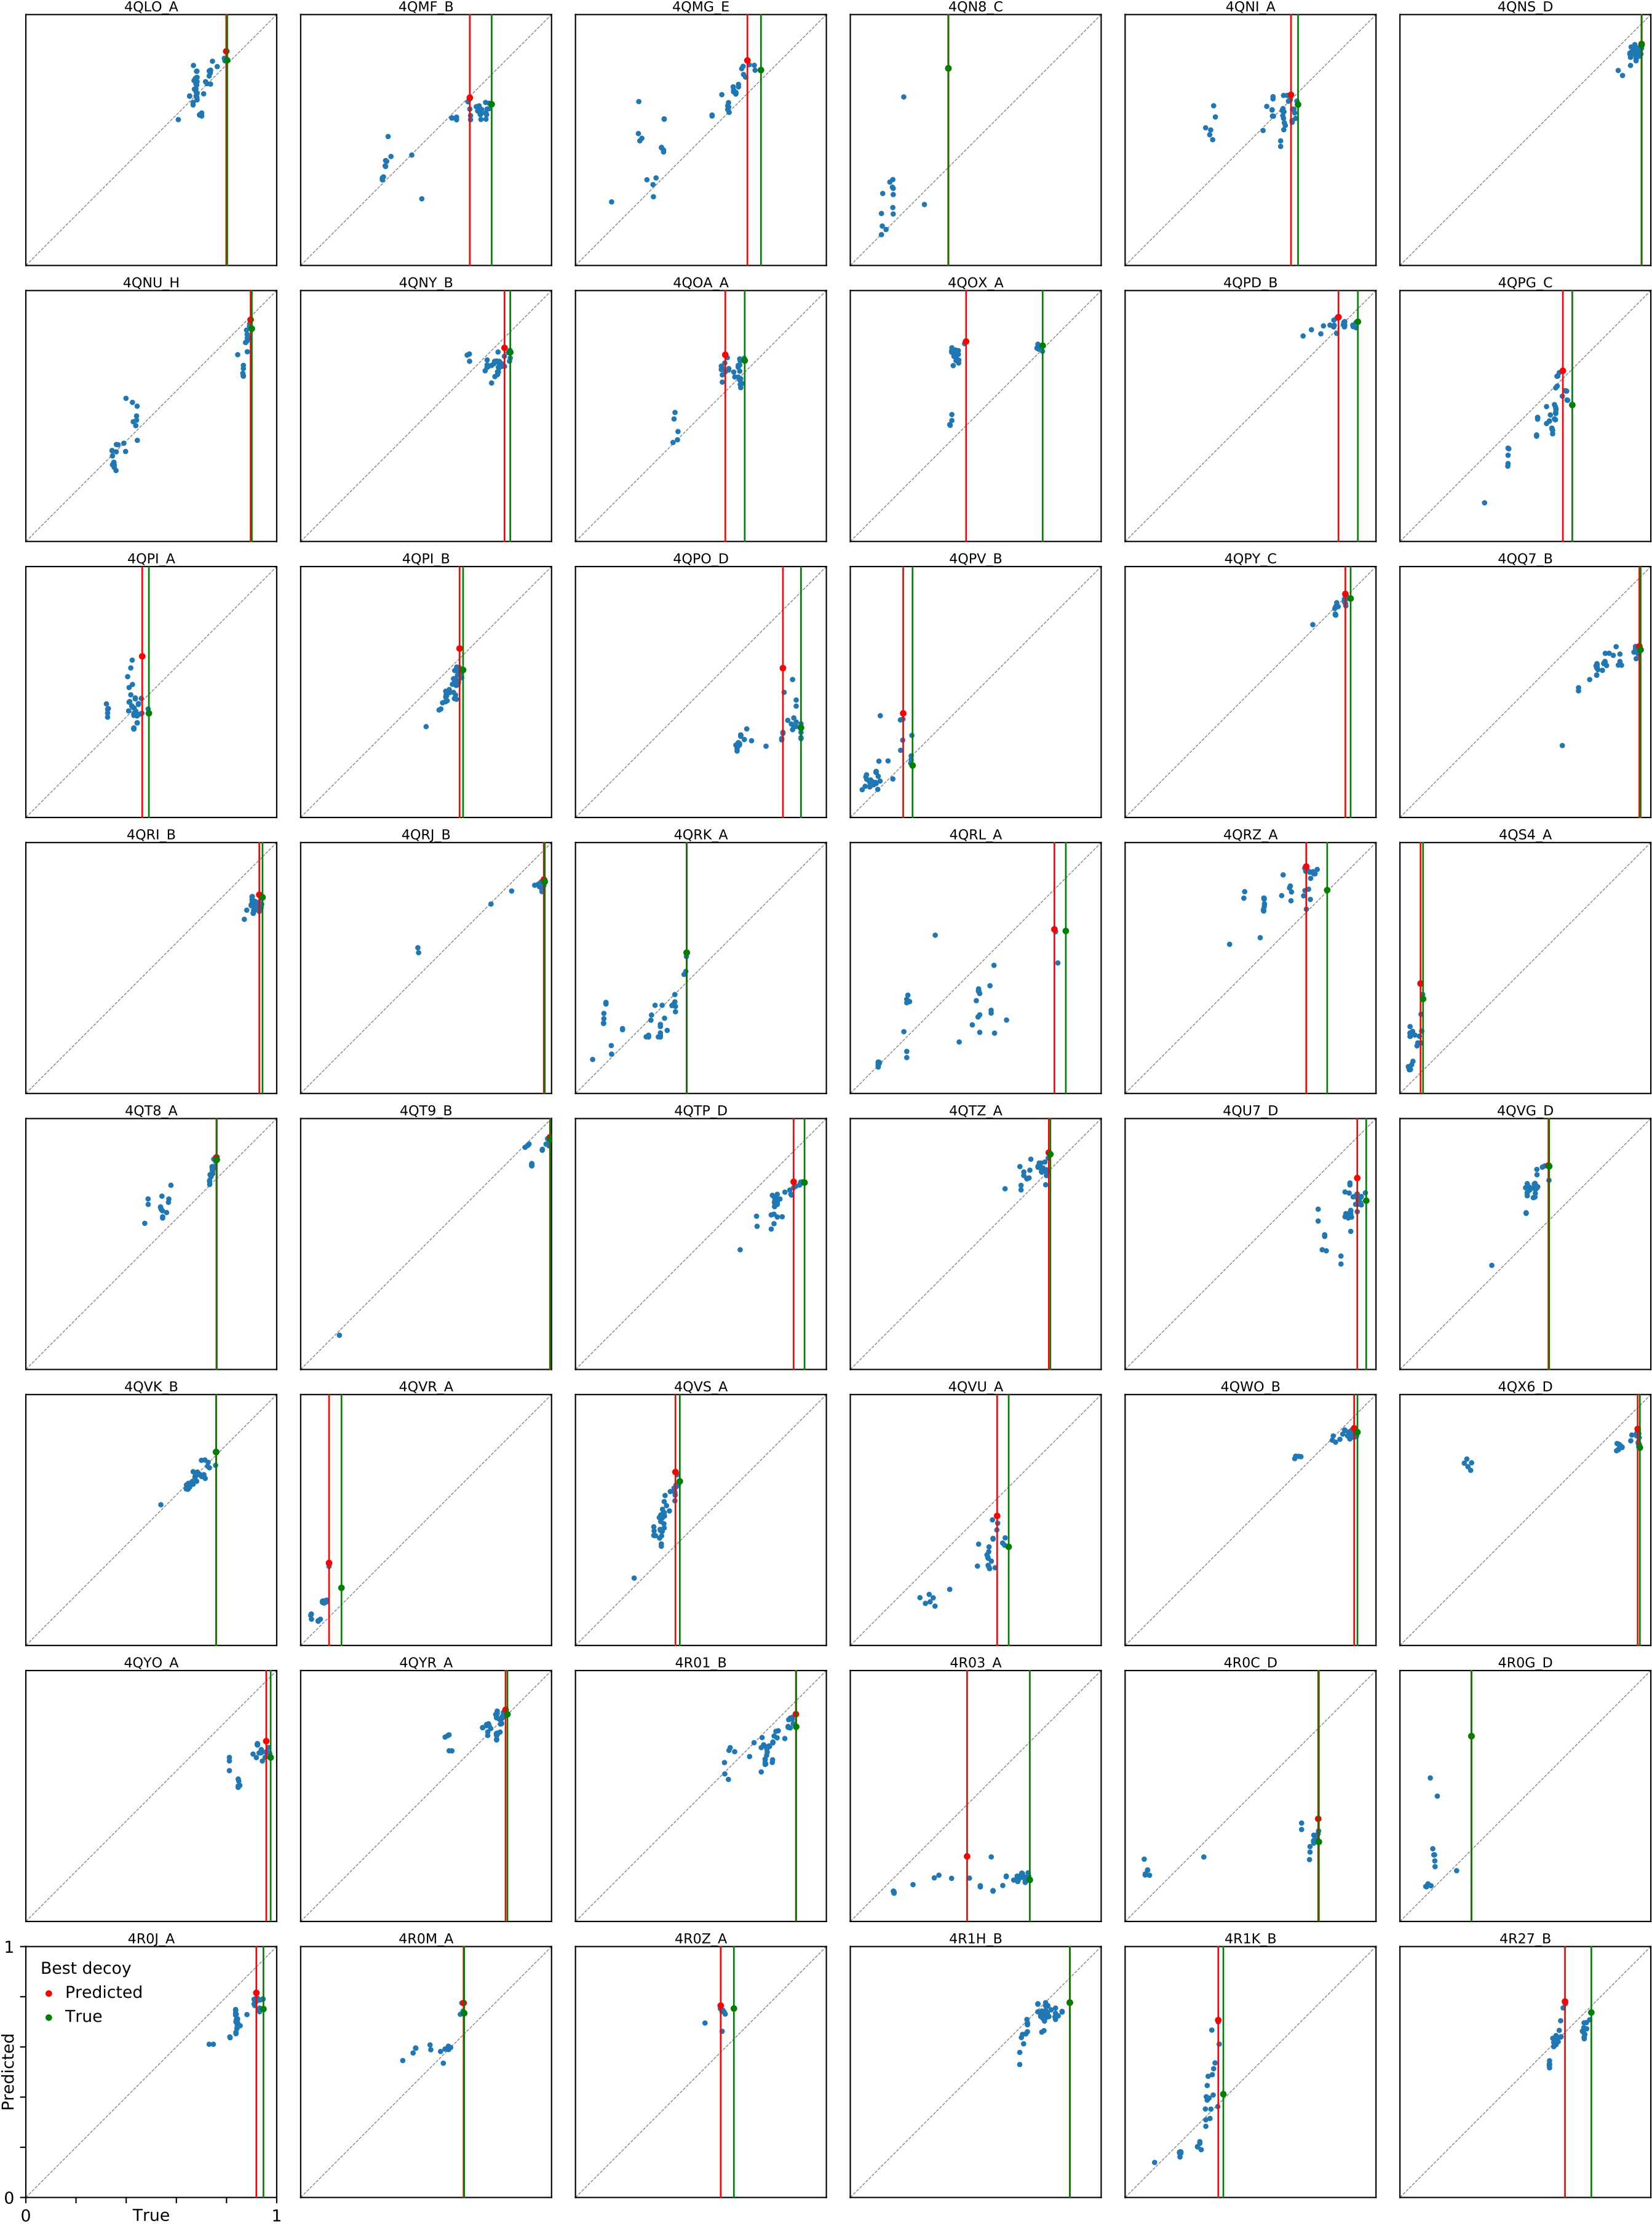 4QLO_A 4QMF_B 4QMG_E 4QN8_C 4QNI_A 4QNS_D
4QNU_H 4QNY_B 4QOA_A 4QOX_A 4QPD_B 4QPG_C
4QPI_A 4QPI_B 4QPO_D 4QPV_B 4QPY_C 4QQ7_B
4QRI_B 4QRJ_B 4QRK_A 4QRL_A 4QRZ_A 4QS4_A
4QT8_A 4QT9_B 4QTP_D 4QTZ_A 4QU7_D 4QVG_D
4QVK_B 4QVR_A 4QVS_A 4QVU_A 4QWO_B 4QX6_D
4QYO_A 4QYR_A 4R01_B 4R03_A 4R0C_D 4R0G_D
4R0J_A 4R0M_A 4R0Z_A 4R1H_B 4R1K_B 4R27_B
1
Best decoy
Predicted
True
Predicted
0
0 True 1